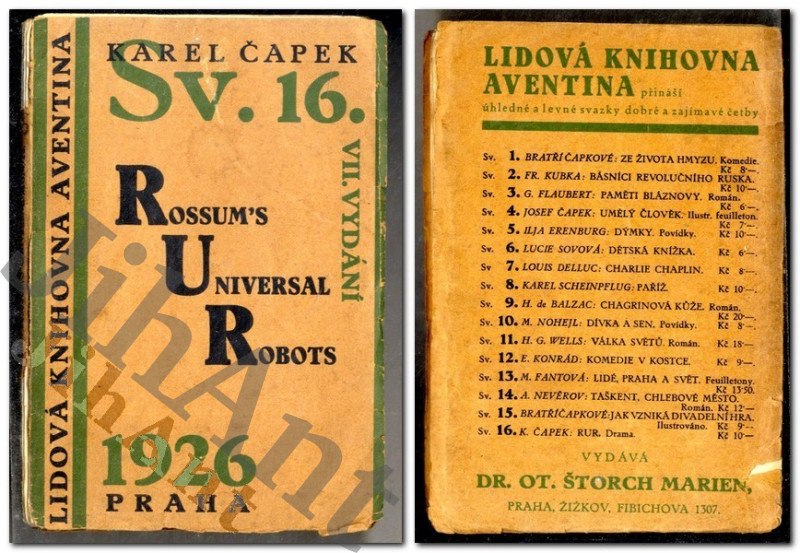 LIDOVÁ KNIHOVNA AVENTINA
KAREL ČAPEK
Sv. 16.
VII. VYDÁNÍ
ROSSUM'S
UNIVERSAL
ROBOTS
1926
PRAHA
JihAnt
JihAnt
LIDOVÁ KNIHOVNA
AVENTINA přináší
úhledné a levné svazky dobré a zajímavé četby
Sv. 1. BRATŘÍ ČAPKOVÉ: ZE ŽIVOTA HMYZU. Komedie.
Kč 8·—.
Sv. 2. FR. KUBKA: BÁSNÍCI REVOLUČNÍHO RUSKA.
Kč 10·—.
Sv. 3. G. FLAUBERT: PAMĚTI BLÁZNOVY. Román.
Kč 6·—.
Sv. 4. JOSEF ČAPEK: UMĚLÝ ČLOVĚK. Ilustr. feuilleton.
Kč 7·—.
Sv. 5. ILJA ERENBURG: DÝMKY. Povídky. Kč 10·—.
Sv. 6. LUCIE SOVOVÁ: DĚTSKÁ KNÍŽKA. Kč 6·—.
Sv. 7. LOUIS DELLUC: CHARLIE CHAPLIN. Kč 8·—.
Sv. 8. KAREL SCHEINPFLUG: PAŘÍŽ. Kč 10·—.
Sv. 9. H. de BALZAC: CHAGRINOVÁ KŮŽE. Román.
Kč 20·—.
Sv. 10. M. NOHEJL: DÍVKA A SEN. Povídky. Kč 8·—.
Sv. 11. H. G. WELLS: VÁLKA SVĚTŮ. Román. Kč 18·—
Sv. 12. E. KONRÁD: KOMEDIE V KOSTCE. Kč 9·—.
Sv. 13. M. FANTOVÁ: LIDÉ, PRAHA A SVĚT. Feuilletony.
Kč 13·50.
Sv. 14. A. NEVĚROV: TAŠKENT, CHLEBOVÉ MĚSTO.
Román. Kč 12·—
Sv. 15. BRATŘÍ ČAPKOVÉ: JAK VZNIKÁ DIVADELNÍ HRA.
Ilustrováno. Kč 9·—
Sv. 16. K. ČAPEK: RUR. Drama. Kč 10·—
VYDÁVÁ
DR. OT. ŠTORCH MARIEN,
PRAHA, ŽIŽKOV, FIBICHOVA 1307.